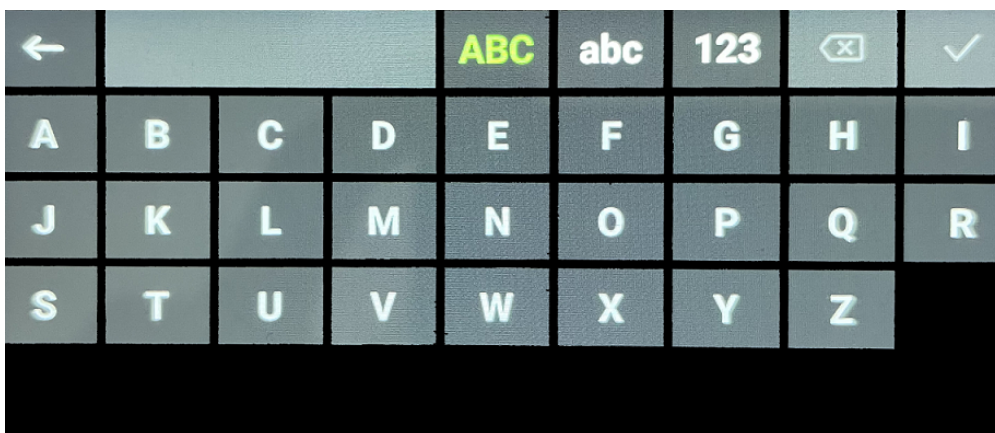 ABC abc 123
A B C D E F G H I
J K L M N O P Q R
S T U V W X Y Z